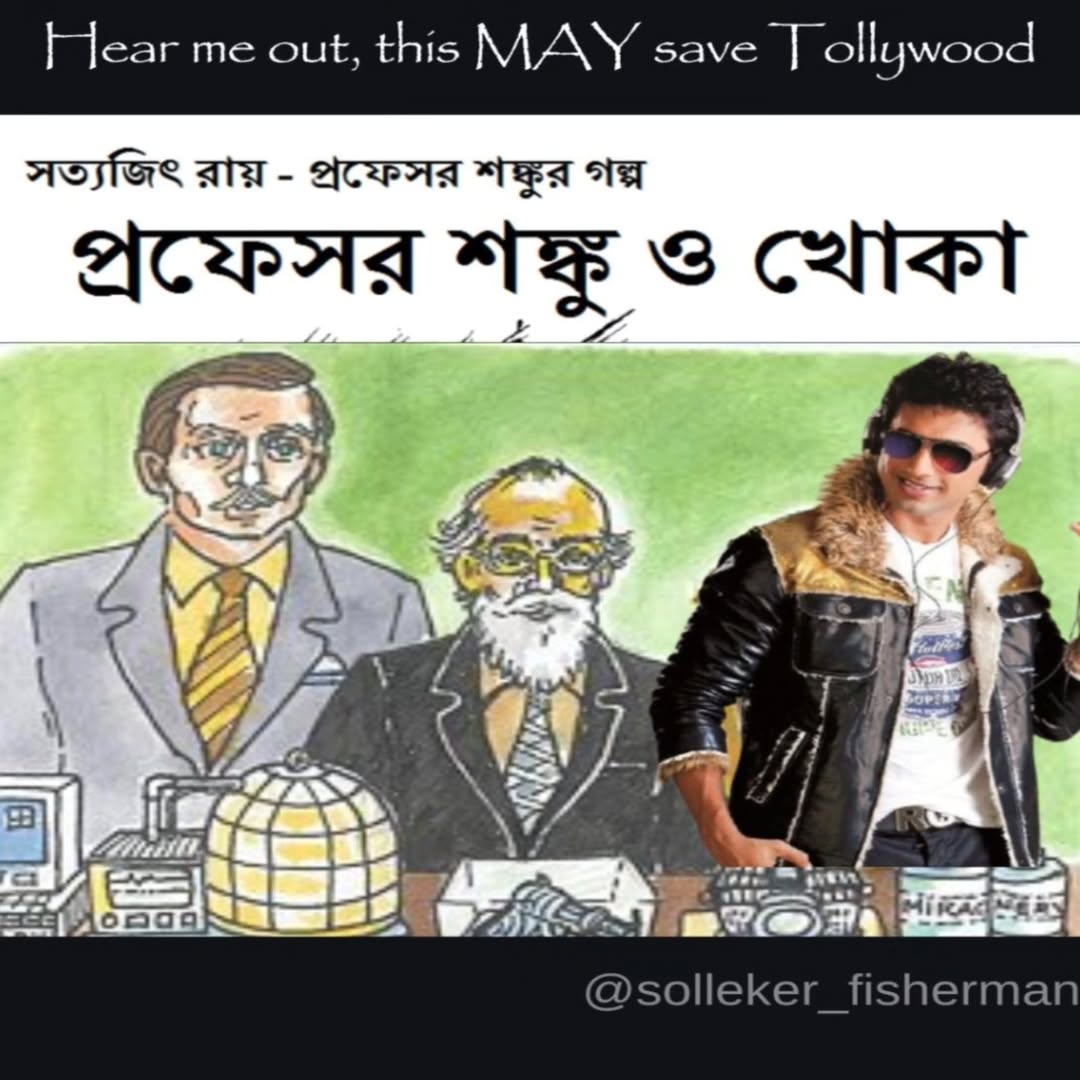 Hear me out, this MAY save Tollywood
সত্যজিৎ রায় - প্রফেসর শঙ্কুর গল্প
প্রফেসর শঙ্কু ও খোকা
@solleker_fisherman